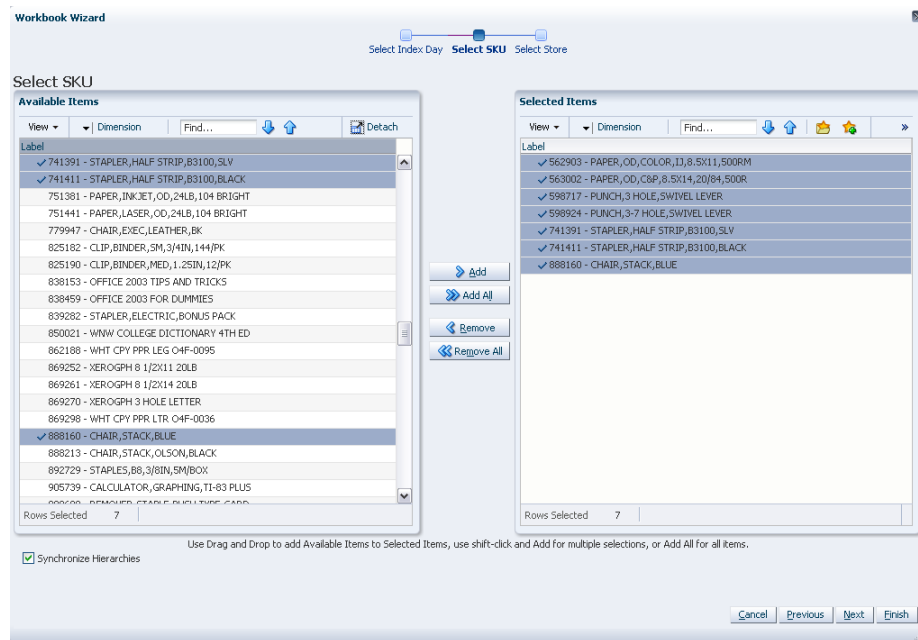 Workbook Wizard
Select Index Day Select SKU Select Store
Select SKU
Available Items
View Dimension Find... Detach
Label
741391 - STAPLER,HALF STRIP,B3100,SLV
741411 - STAPLER,HALF STRIP,B3100,BLACK
751381 - PAPER,INKJET,OD,24LB,104 BRIGHT
751441 - PAPER,LASER,OD,24LB,104 BRIGHT
779947 - CHAIR,EXEC,LEATHER,BK
825182 - CLIP,BINDER,SM,3/4IN,144/PK
825190 - CLIP,BINDER,MED,1.25IN,12/PK
838153 - OFFICE 2003 TIPS AND TRICKS
838459 - OFFICE 2003 FOR DUMMIES
839282 - STAPLER,ELECTRIC,BONUS PACK
850021 - WNW COLLEGE DICTIONARY 4TH ED
862188 - WHT CPY PPR LEG O4F-0095
869252 - XEROGPH 8 1/2X11 20LB
869261 - XEROGPH 8 1/2X14 20LB
869270 - XEROGPH 3 HOLE LETTER
869298 - WHT CPY PPR LTR O4F-0036
888160 - CHAIR,STACK,BLUE
888213 - CHAIR,STACK,OLSON,BLACK
892729 - STAPLES,B8,3/8IN,5M/BOX
905739 - CALCULATOR,GRAPHING,TI-83 PLUS
Rows Selected 7
Add
Add All
Remove
Remove All
Selected Items
View Dimension Find... »
Label
562903 - PAPER,OD,COLOR,IJ,8.5X11,500RM
563002 - PAPER,OD,C&P,8.5X14,20/84,500R
598717 - PUNCH,3 HOLE,SWIVEL LEVER
598924 - PUNCH,3-7 HOLE,SWIVEL LEVER
741391 - STAPLER,HALF STRIP,B3100,SLV
741411 - STAPLER,HALF STRIP,B3100,BLACK
888160 - CHAIR,STACK,BLUE
Rows Selected 7
Use Drag and Drop to add Available Items to Selected Items, use shift-click and Add for multiple selections, or Add All for all items.
Synchronize Hierarchies
Cancel Previous Next Finish